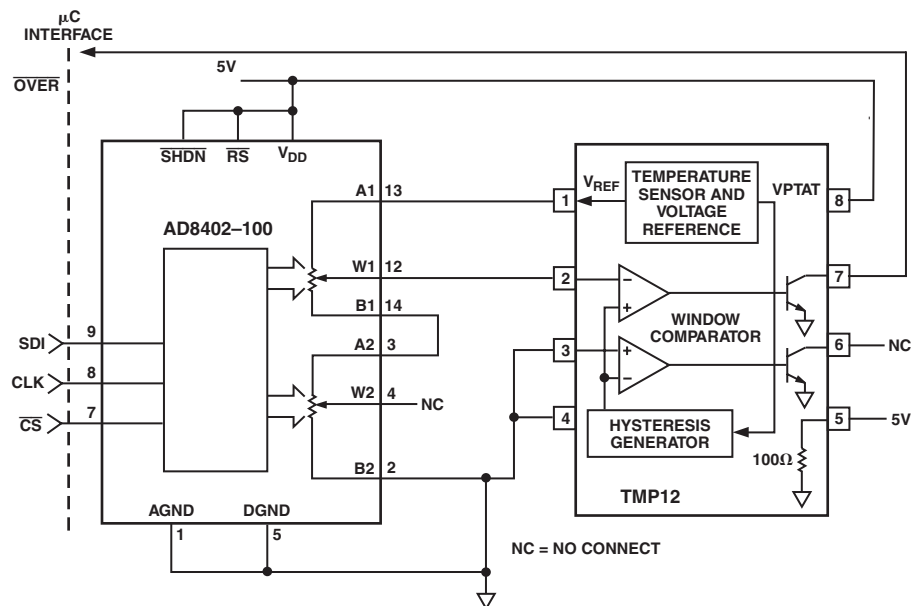 μC
INTERFACE
OVER
5V
SHDN
RS
VDD
AD8402–100
A1 13
W1 12
B1 14
A2 3
W2 4
NC
B2 2
SDI 9
CLK 8
CS 7
AGND
1
DGND
5
1
VREF
TEMPERATURE
SENSOR AND
VOLTAGE
REFERENCE
VPTAT
8
2
–
+
7
WINDOW
COMPARATOR
3
+
–
6
NC
4
HYSTERESIS
GENERATOR
5
5V
100Ω
TMP12
NC = NO CONNECT